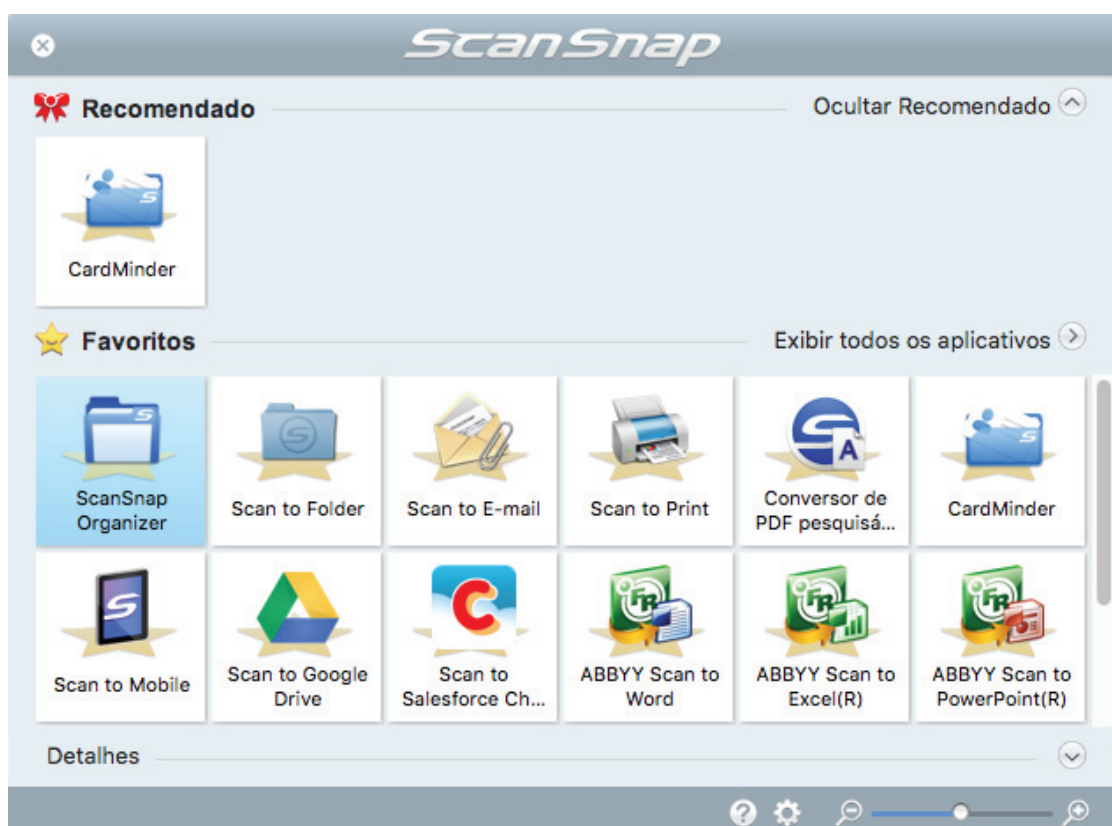 ScanSnap
Recomendado
Ocultar Recomendado
CardMinder
Favoritos
Exibir todos os aplicativos
ScanSnap
Organizer
Scan to Folder
Scan to E-mail
Scan to Print
Conversor de
PDF pesquisá...
CardMinder
Scan to Mobile
Scan to Google
Drive
Scan to
Salesforce Ch...
ABBYY Scan to
Word
ABBYY Scan to
Excel(R)
ABBYY Scan to
PowerPoint(R)
Detalhes